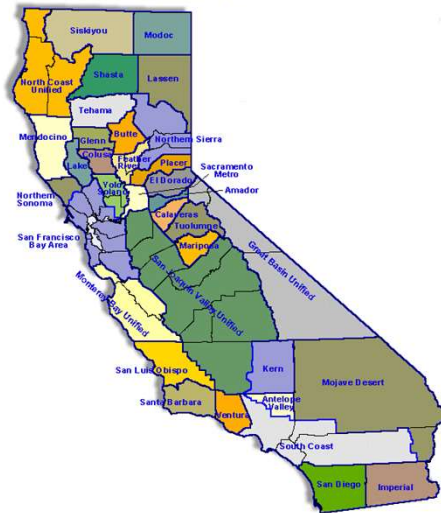 Siskiyou
Modoc
North Coast
Unified
Shasta
Lassen
Tehama
Mendocino
Glenn
Butte
Northern Sierra
Colusa
Lake
Feather
River
Placer
Sacramento
Metro
Yolo
Solano
El Dorado
Amador
Northern
Sonoma
Calaveras
Tuolumne
San Francisco
Bay Area
Mariposa
Great Basin Unified
San Joaquin Valley Unified
Monterey Bay Unified
San Luis Obispo
Kern
Mojave Desert
Santa Barbara
Ventura
Antelope
Valley
South Coast
San Diego
Imperial